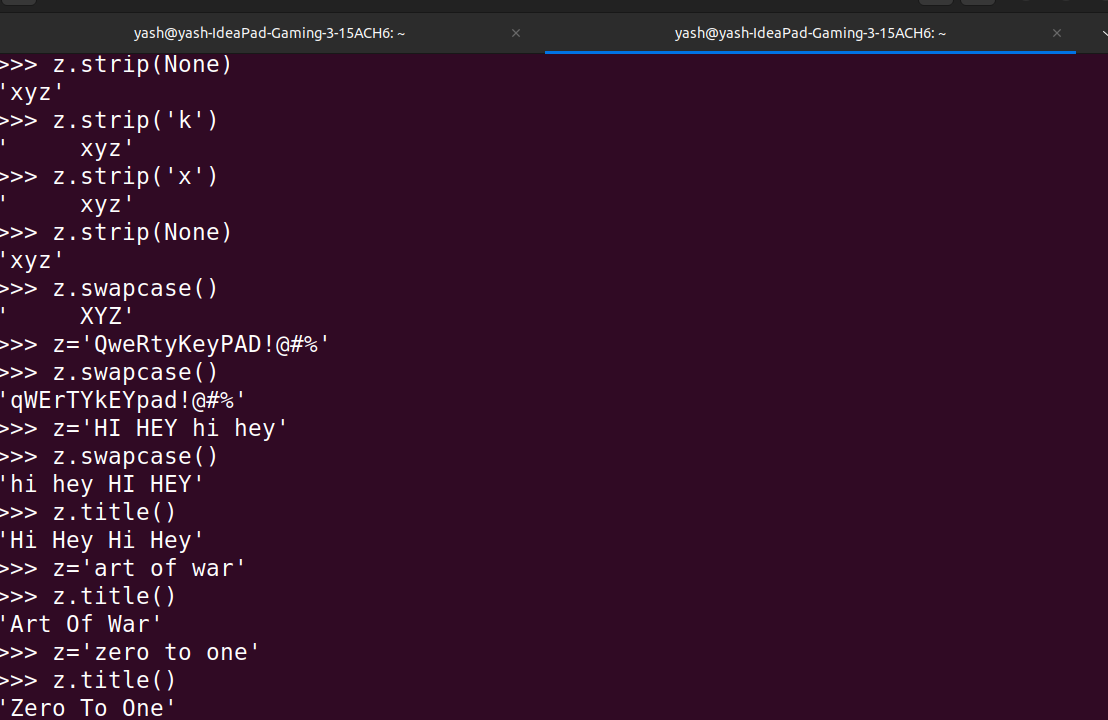 yash@yash-IdeaPad-Gaming-3-15ACH6: ~ × yash@yash-IdeaPad-Gaming-3-15ACH6: ~ ×
>>> z.strip(None)
'xyz'
>>> z.strip('k')
'     xyz'
>>> z.strip('x')
'     xyz'
>>> z.strip(None)
'xyz'
>>> z.swapcase()
'     XYZ'
>>> z='QweRtyKeyPAD!@#%'
>>> z.swapcase()
'qWErTYkEYpad!@#%'
>>> z='HI HEY hi hey'
>>> z.swapcase()
'hi hey HI HEY'
>>> z.title()
'Hi Hey Hi Hey'
>>> z='art of war'
>>> z.title()
'Art Of War'
>>> z='zero to one'
>>> z.title()
'Zero To One'